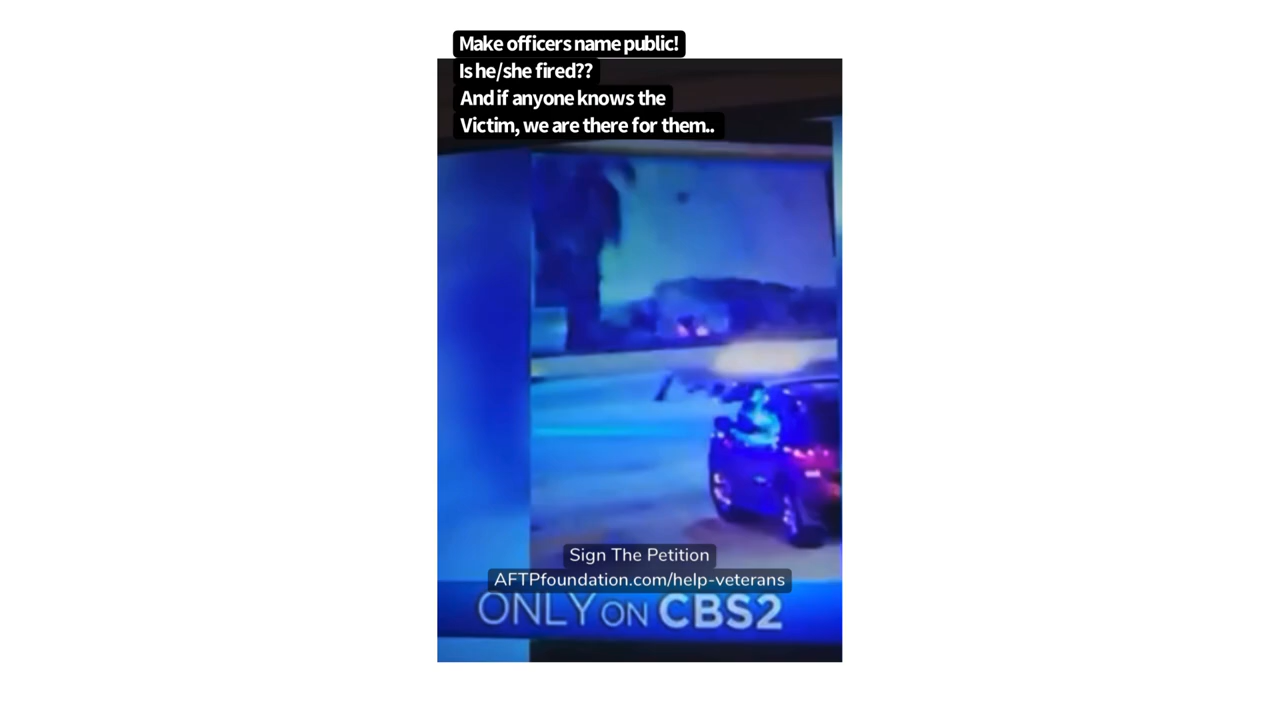 Make officers name public!
Is he/she fired??
And if anyone knows the
Victim, we are there for them..
Sign The Petition
AFTPfoundation.com/help-veterans
ONLY ON CBS2